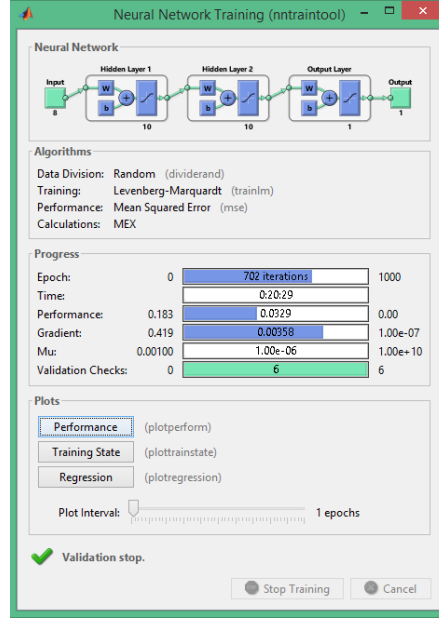 Neural Network Training (nntraintool)
Neural Network
Hidden Layer 1 Hidden Layer 2 Output Layer
Input Output
W W W
b b b
8 10 10 1 1
Algorithms
Data Division: Random (dividerand)
Training: Levenberg-Marquardt (trainlm)
Performance: Mean Squared Error (mse)
Calculations: MEX
Progress
Epoch: 0 702 iterations 1000
Time: 0:20:29
Performance: 0.183 0.0329 0.00
Gradient: 0.419 0.00358 1.00e-07
Mu: 0.00100 1.00e-06 1.00e+10
Validation Checks: 0 6 6
Plots
Performance (plotperform)
Training State (plottrainstate)
Regression (plotregression)
Plot Interval: 1 epochs
Validation stop.
Stop Training Cancel